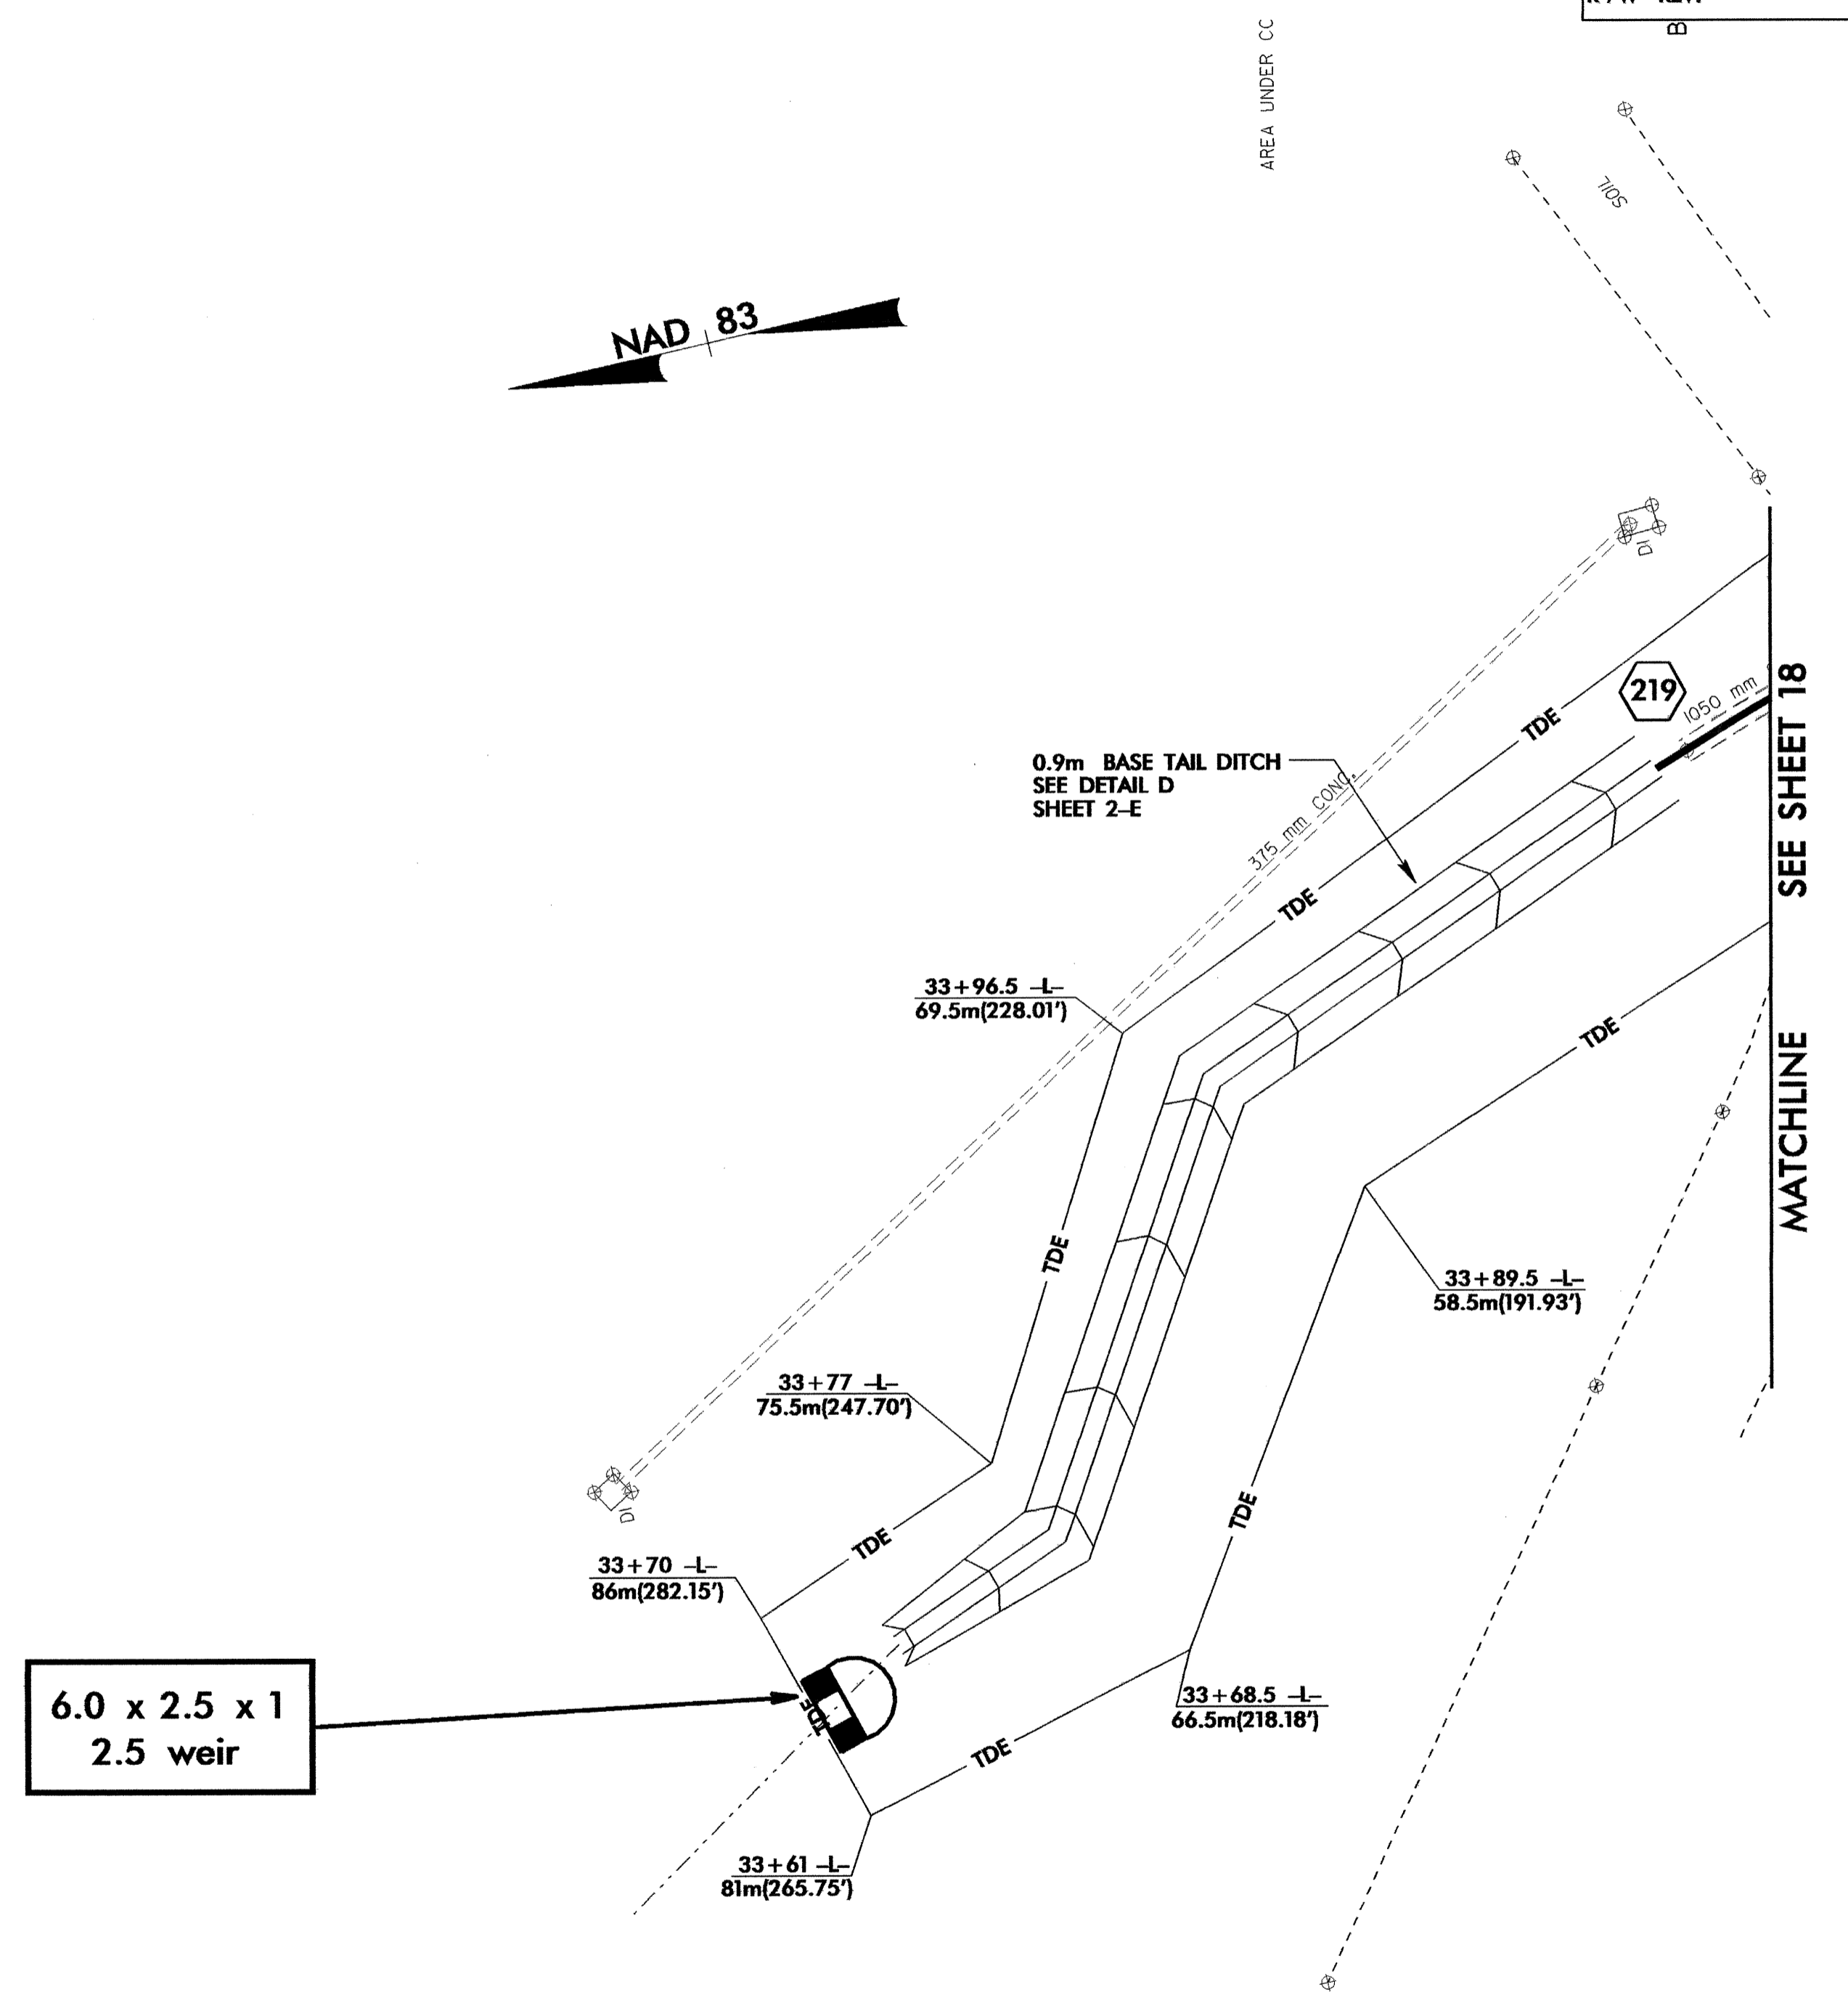 AREA UNDER CC
B
SOIL
NAD 83
DI
219
1050 mm
TDE
0.9m BASE TAIL DITCH
SEE DETAIL D
SHEET 2-E
375 mm CONC.
TDE
SEE SHEET 18
MATCHLINE
33+96.5 -L-
69.5m(228.01')
TDE
TDE
33+89.5 -L-
58.5m(191.93')
33+77 -L-
75.5m(247.70')
DI
TDE
TDE
33+70 -L-
86m(282.15')
6.0 x 2.5 x 1
2.5 weir
TDE
33+68.5 -L-
66.5m(218.18')
TDE
33+61 -L-
81m(265.75')